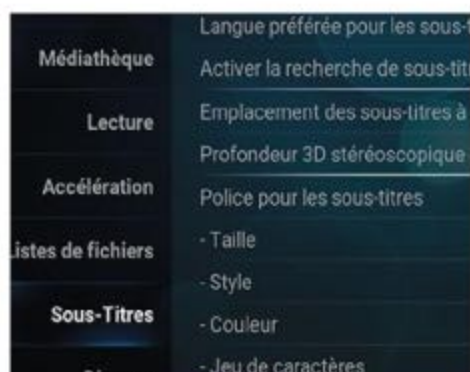 Langue préférée pour les
Médiathèque
Activer la recherche de
Lecture
Emplacement des sous-titres à
Profondeur 3D stéréoscopique
Accélération
Police pour les sous-titres
Listes de fichiers
- Taille
- Style
Sous-Titres
- Couleur
- Jeu de caractères